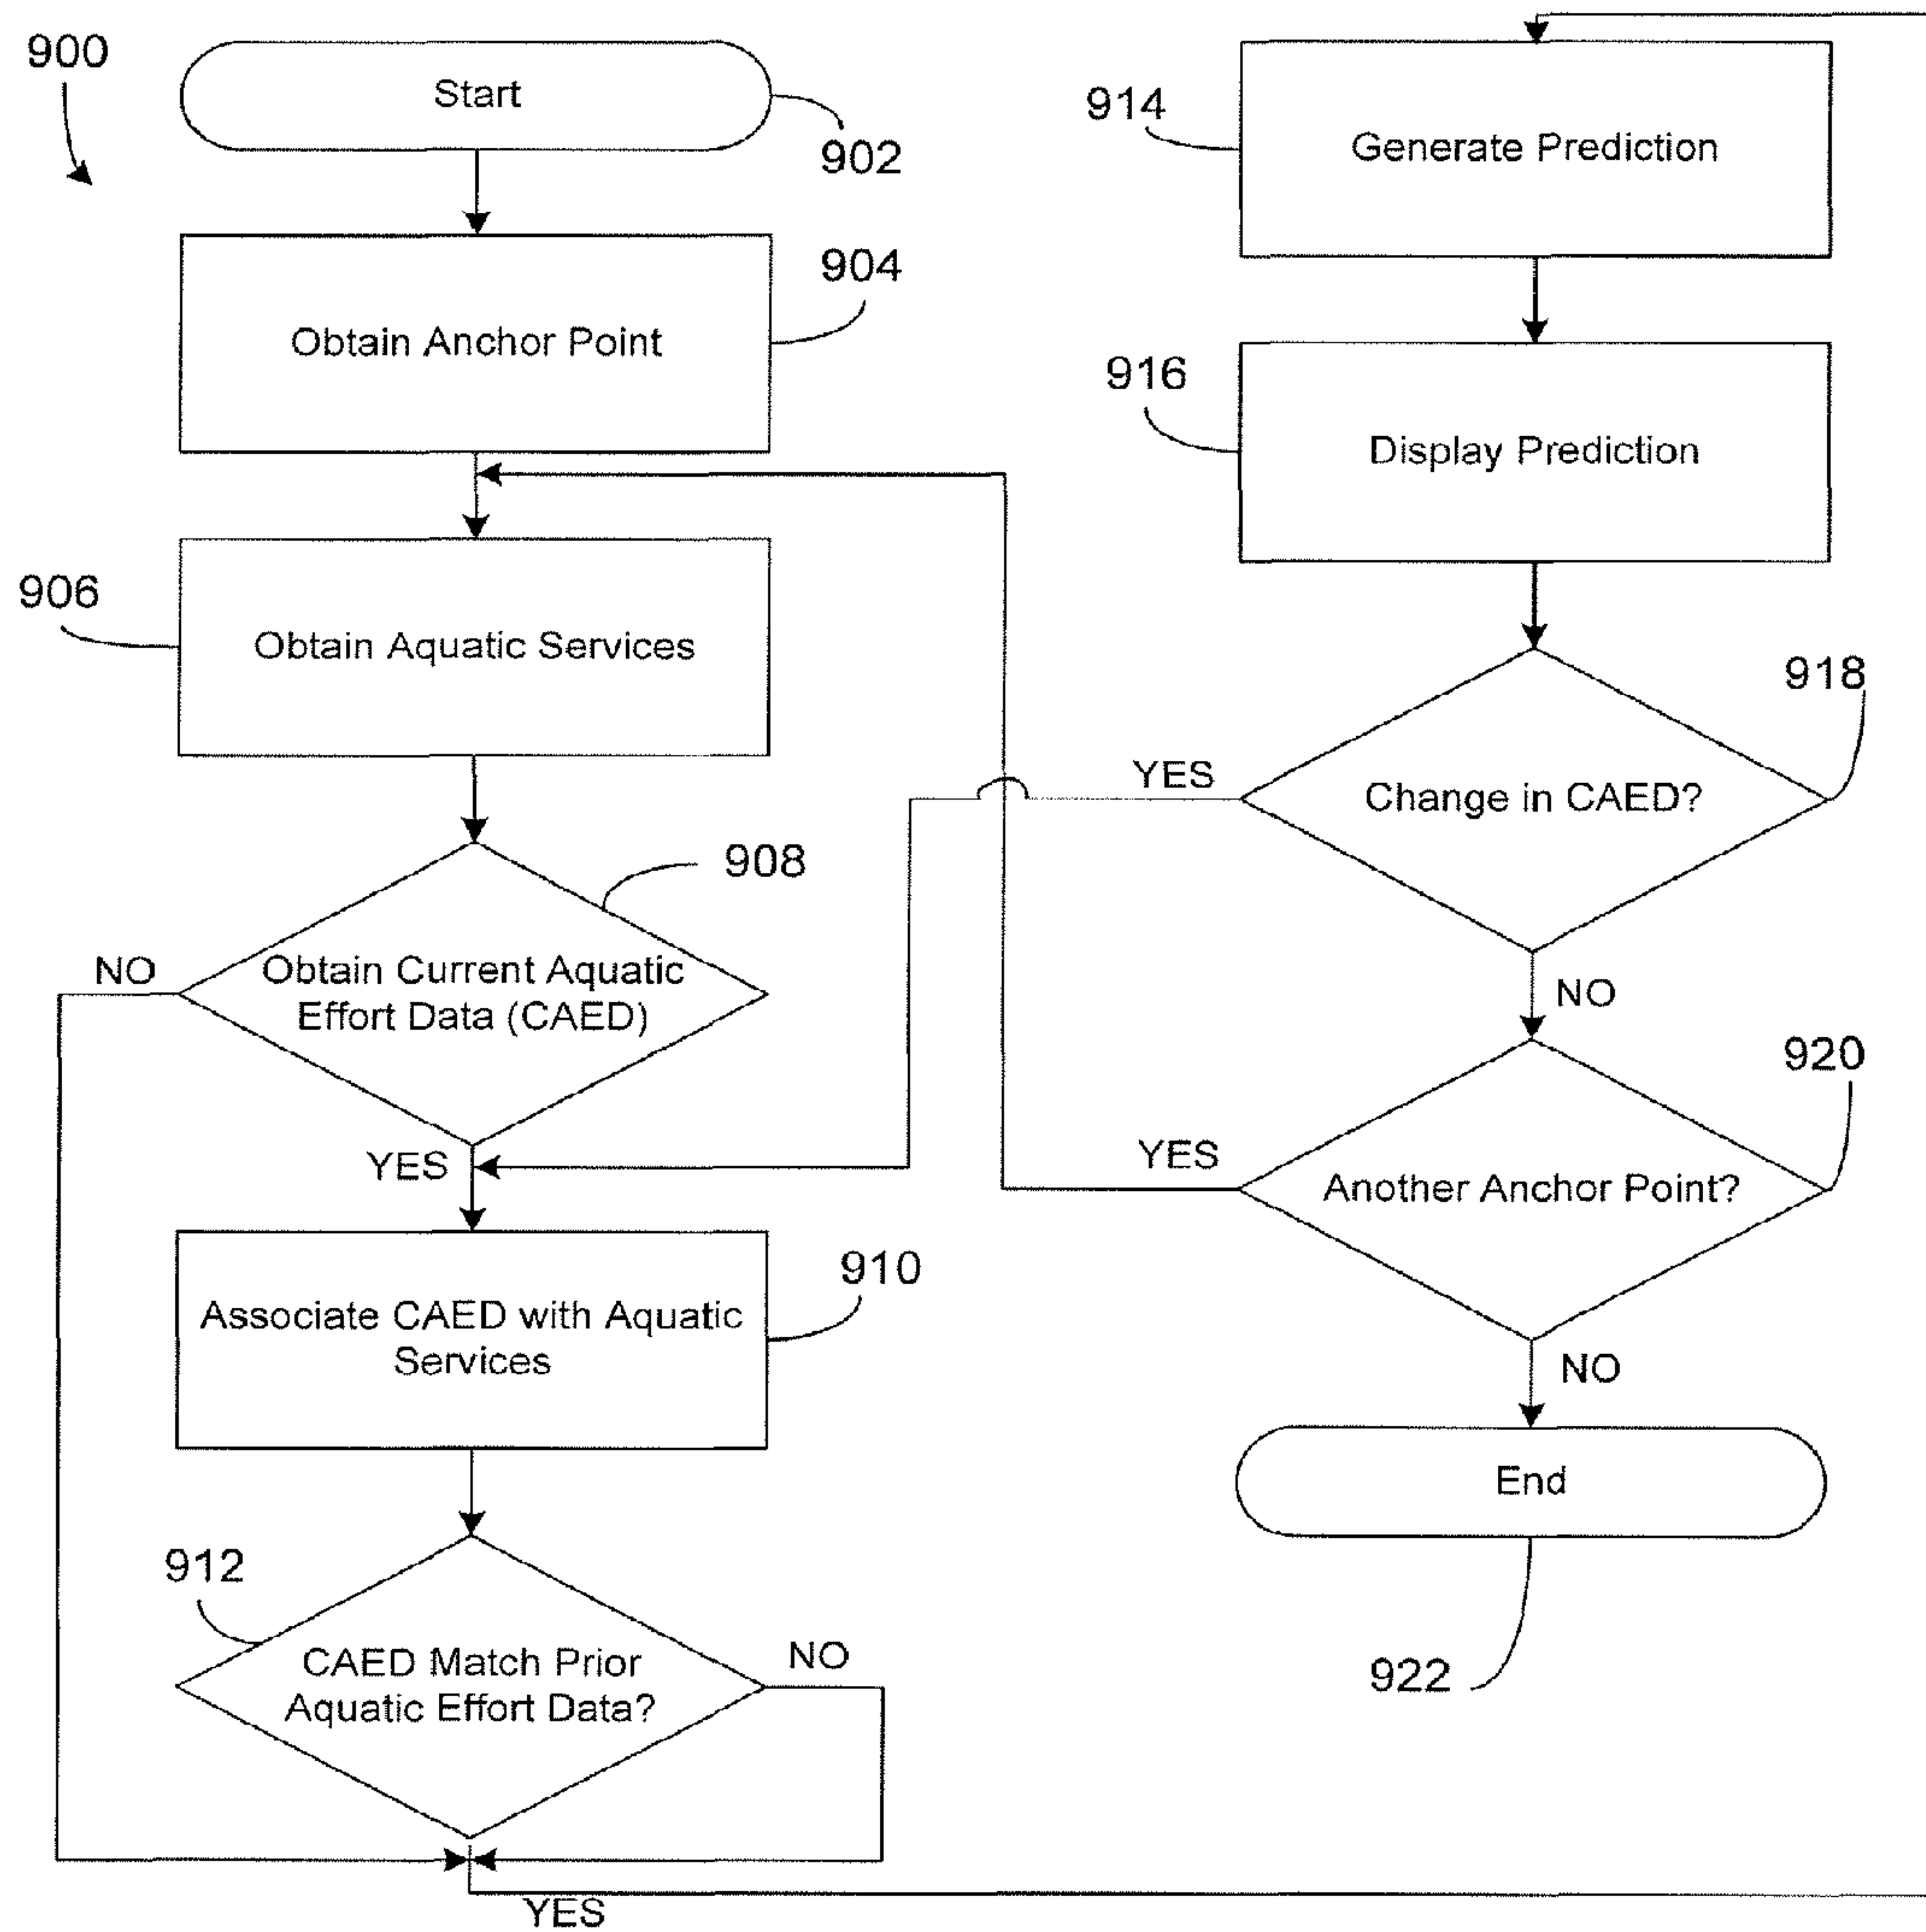 900
Start
902
904
Obtain Anchor Point
906
Obtain Aquatic Services
908
NO
Obtain Current Aquatic
Effort Data (CAED)
YES
910
Associate CAED with Aquatic
Services
912
CAED Match Prior
Aquatic Effort Data?
NO
YES
914
Generate Prediction
916
Display Prediction
918
YES
Change in CAED?
NO
920
YES
Another Anchor Point?
NO
End
922